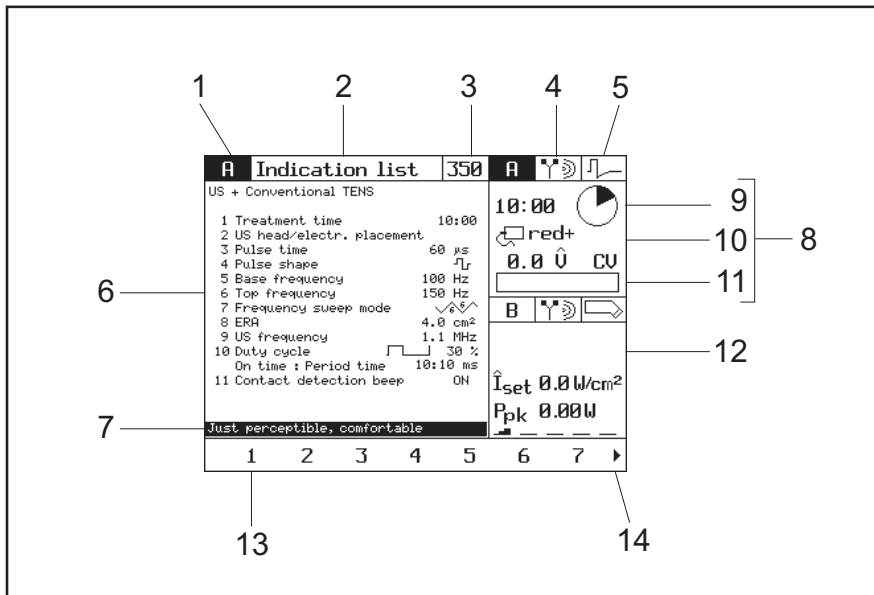 1 2 3 4 5
A Indication list 350 A
US + Conventional TENS
1 Treatment time 10:00
2 US head/electr. placement
3 Pulse time 60 µs
4 Pulse shape
5 Base frequency 100 Hz
6 Top frequency 150 Hz
7 Frequency sweep mode 6 6
8 ERA 4.0 cm²
9 US frequency 1.1 MHz
10 Duty cycle 30 %
On time : Period time 10:10 ms
11 Contact detection beep ON
Just perceptible, comfortable
1 2 3 4 5 6 7
10:00
red+
0.0 V̂ CV
B
Îset 0.0 W/cm²
Ppk 0.00 W
6
7
9
10
11
8
12
13
14